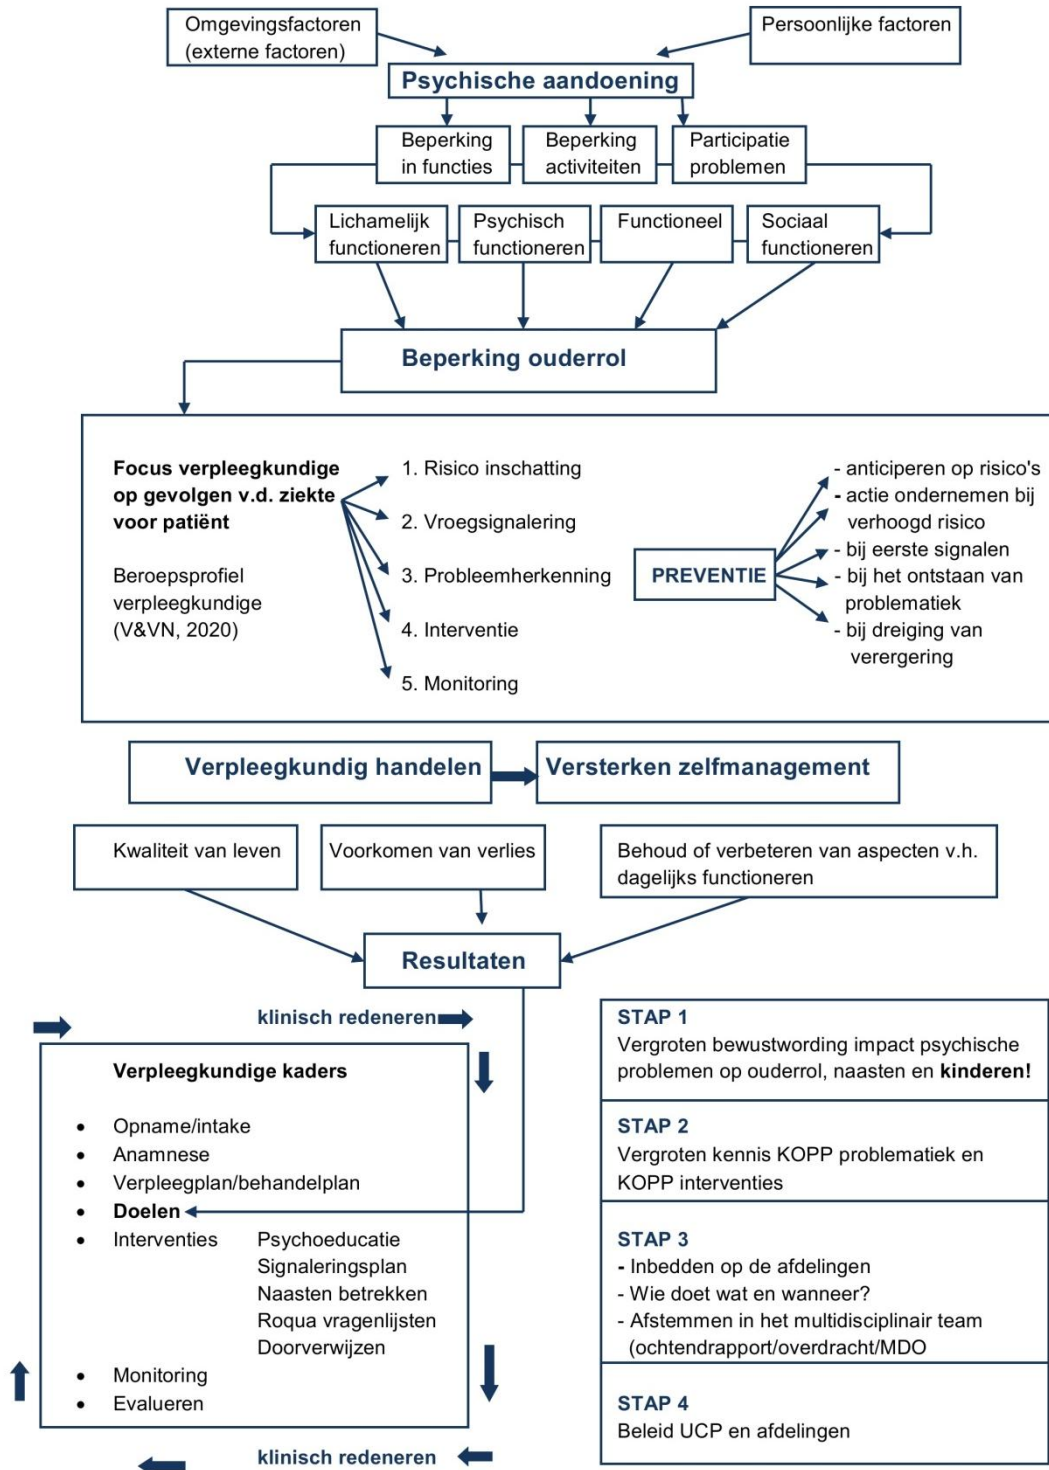 Omgevingsfactoren
(externe factoren)
Persoonlijke factoren
Psychische aandoening
Beperking
in functies
Beperking
activiteiten
Participatie
problemen
Lichamelijk
functioneren
Psychisch
functioneren
Functioneel
Sociaal
functioneren
Beperking ouderrol
Focus verpleegkundige
op gevolgen v.d. ziekte
voor patiënt
Beroepsprofiel
verpleegkundige
(V&VN, 2020)
1. Risico inschatting
2. Vroegsignalering
3. Probleemherkenning
4. Interventie
5. Monitoring
PREVENTIE
- anticiperen op risico's
- actie ondernemen bij
verhoogd risico
- bij eerste signalen
- bij het ontstaan van
problematiek
- bij dreiging van
verergering
Verpleegkundig handelen
Versterken zelfmanagement
Kwaliteit van leven
Voorkomen van verlies
Behoud of verbeteren van aspecten v.h.
dagelijks functioneren
Resultaten
klinisch redeneren
Verpleegkundige kaders
• Opname/intake
• Anamnese
• Verpleegplan/behandelplan
• Doelen
• Interventies Psychoeducatie
Signaleringsplan
Naasten betrekken
Roqua vragenlijsten
Doorverwijzen
• Monitoring
• Evalueren
klinisch redeneren
STAP 1
Vergroten bewustwording impact psychische
problemen op ouderrol, naasten en kinderen!
STAP 2
Vergroten kennis KOPP problematiek en
KOPP interventies
STAP 3
- Inbedden op de afdelingen
- Wie doet wat en wanneer?
- Afstemmen in het multidisciplinair team
(ochtendrapport/overdracht/MDO
STAP 4
Beleid UCP en afdelingen